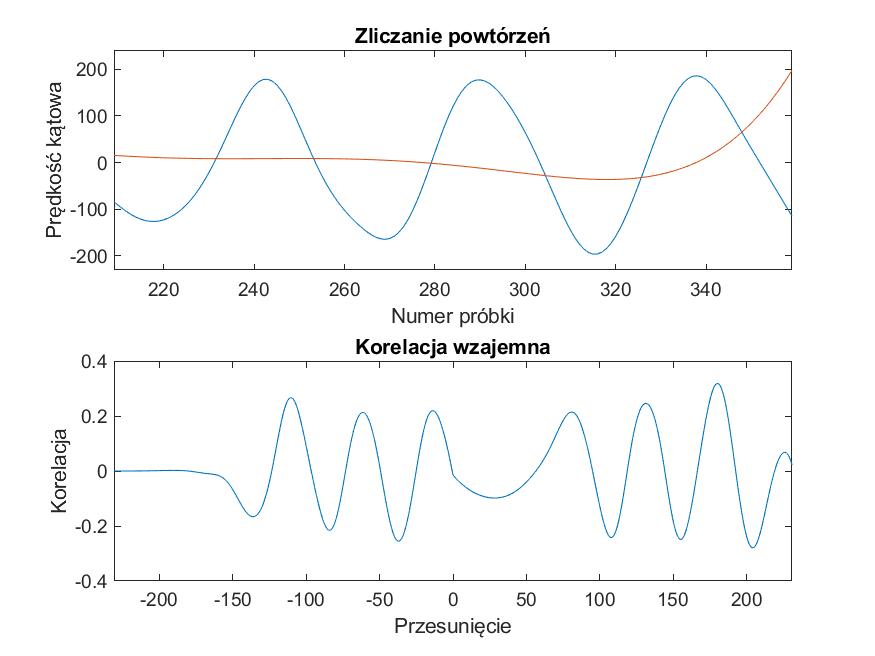 Zliczanie powtórzeń
200
100
0
-100
-200
Prędkość kątowa
220 240 260 280 300 320 340
Numer próbki
Korelacja wzajemna
0.4
0.2
0
-0.2
-0.4
Korelacja
-200 -150 -100 -50 0 50 100 150 200
Przesunięcie